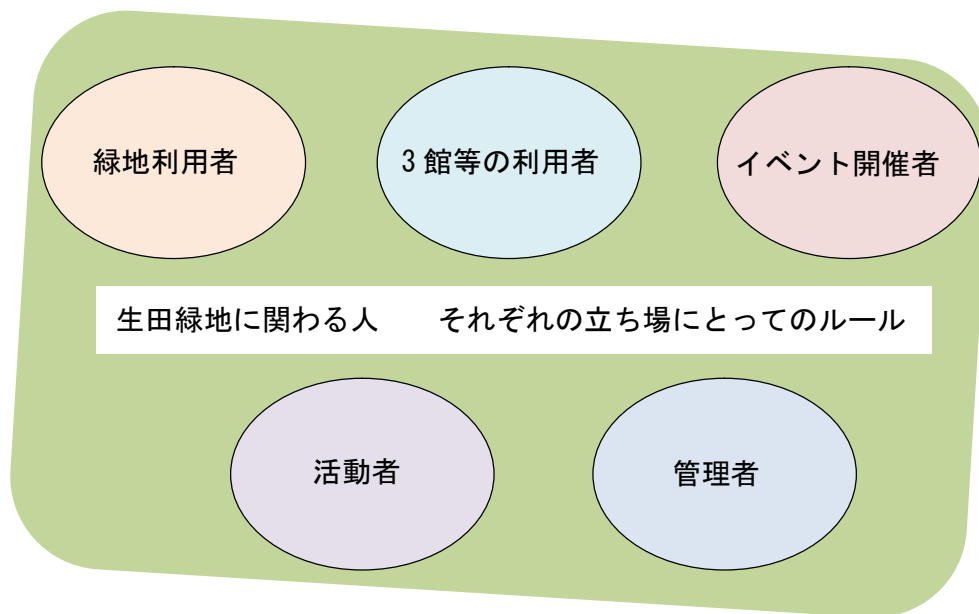 緑地利用者
3館等の利用者
イベント開催者
生田緑地に関わる人　　それぞれの立ち場にとってのルール
活動者
管理者